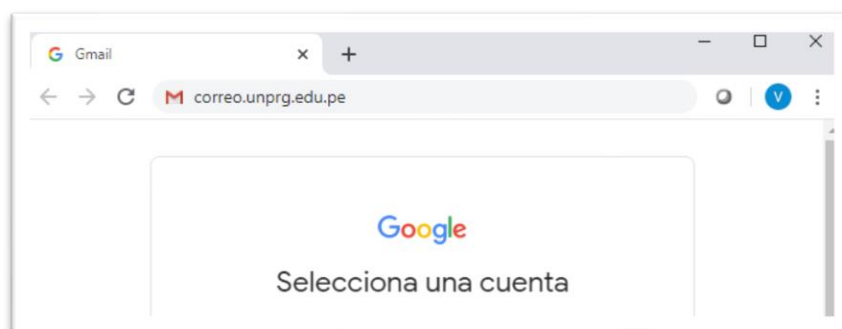 Gmail
correo.unprg.edu.pe
V
Google
Selecciona una cuenta